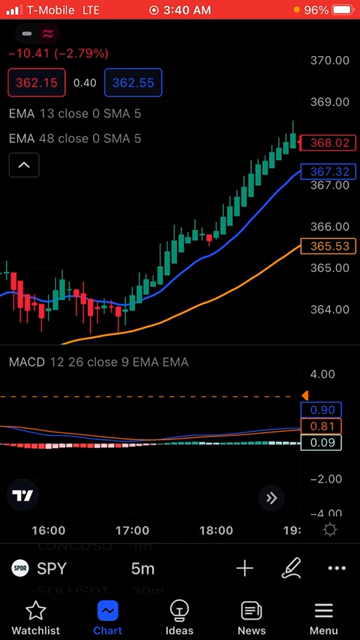 T-Mobile LTE 3:40 AM 96%
−10.41 (−2.79%)
362.15 0.40 362.55
EMA 13 close 0 SMA 5
EMA 48 close 0 SMA 5
370.00
369.00
368.02
367.32
367.00
366.00
365.53
365.00
364.00
MACD 12 26 close 9 EMA EMA
4.00
0.90
0.81
0.09
−2.00
−4.00
16:00 17:00 18:00 19:
SPDR SPY 5m
Watchlist Chart Ideas News Menu